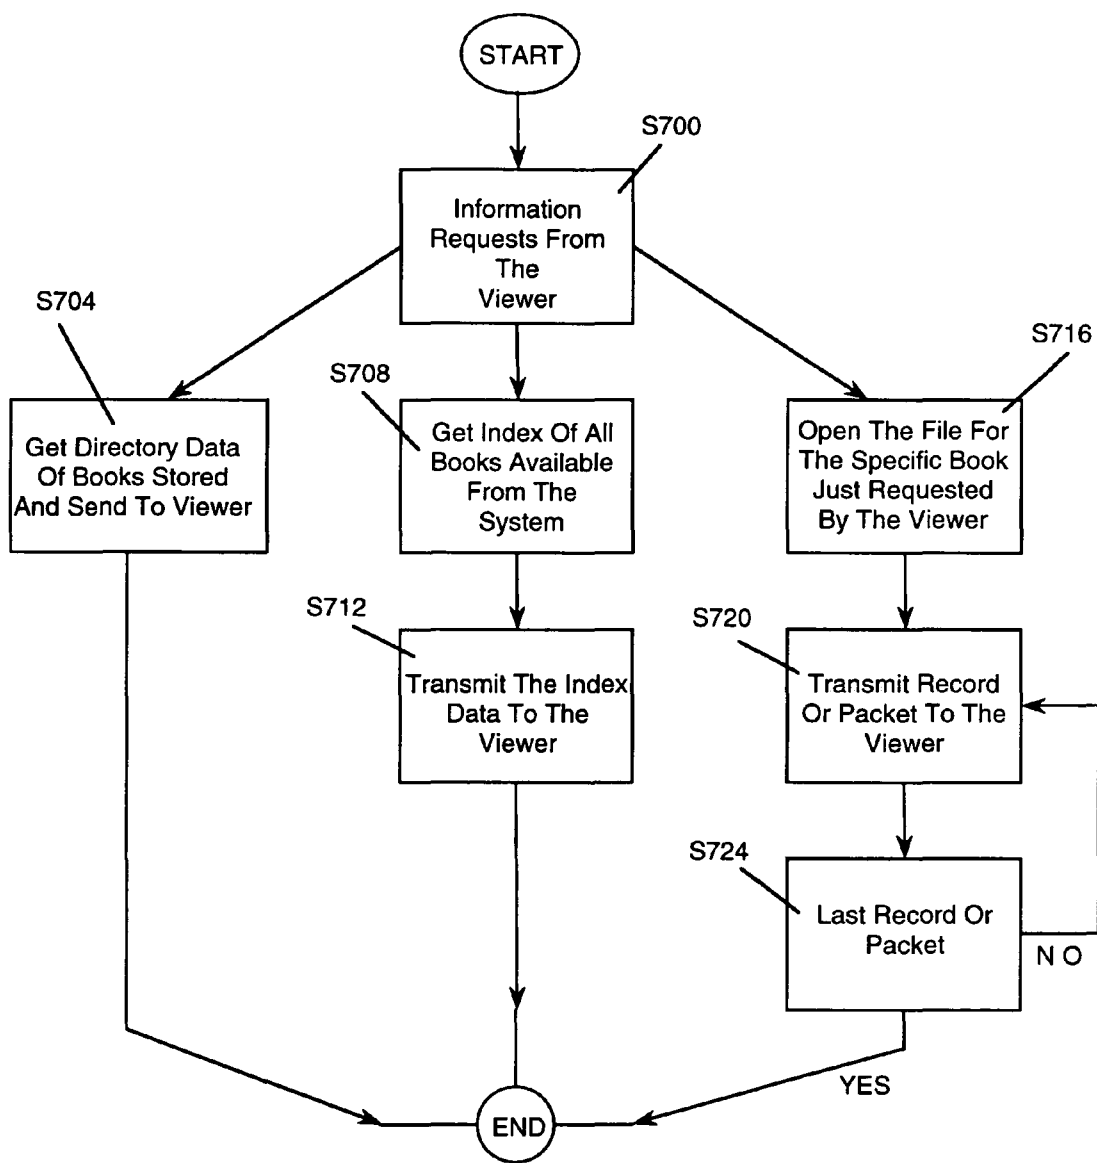 START
S700
Information
Requests From
The
Viewer
S704
Get Directory Data
Of Books Stored
And Send To Viewer
S708
Get Index Of All
Books Available
From The
System
S716
Open The File For
The Specific Book
Just Requested
By The Viewer
S712
Transmit The Index
Data To The
Viewer
S720
Transmit Record
Or Packet To The
Viewer
S724
Last Record Or
Packet
N O
YES
END